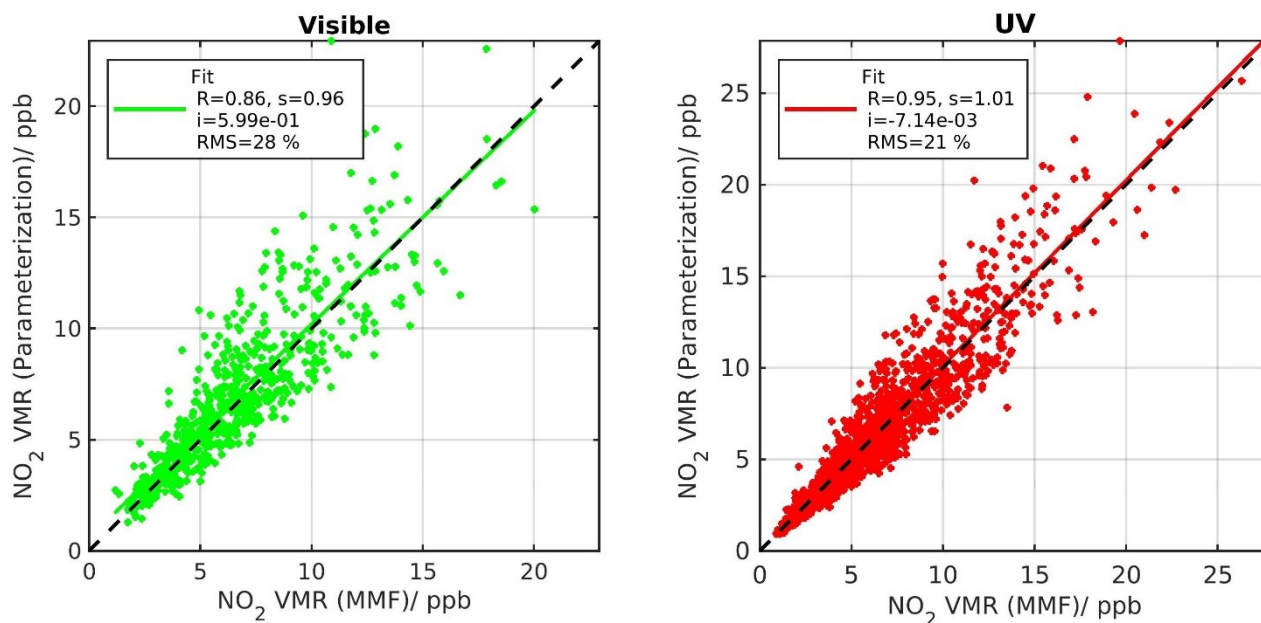 Visible
Fit
R=0.86, s=0.96
i=5.99e-01
RMS=28 %
20
15
10
5
0
0 5 10 15 20
NO2 VMR (Parameterization)/ ppb
NO2 VMR (MMF)/ ppb
UV
Fit
R=0.95, s=1.01
i=-7.14e-03
RMS=21 %
25
20
15
10
5
0
0 5 10 15 20 25
NO2 VMR (Parameterization)/ ppb
NO2 VMR (MMF)/ ppb